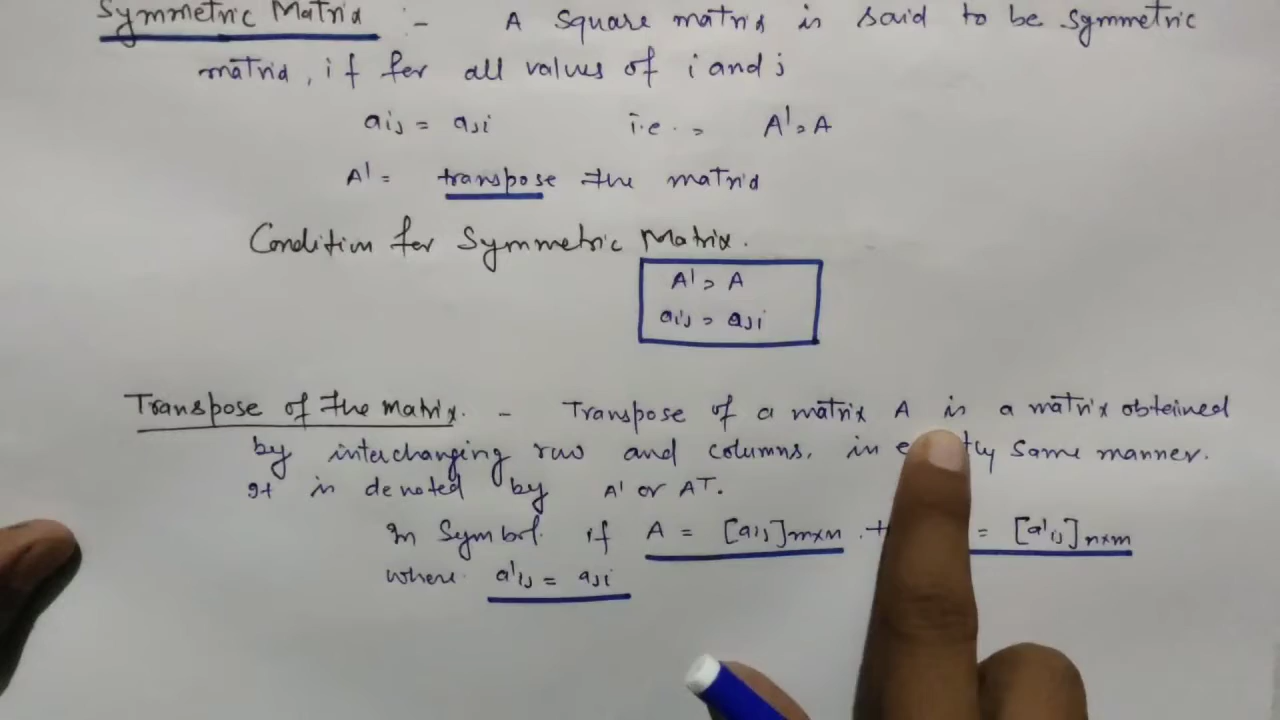 Symmetric Matrix :- A Square matrix is said to be symmetric
matrix, if for all values of i and j
aij = aji i.e., A' = A
A' = transpose the matrix
Condition for Symmetric Matrix.
A' = A
aij = aji
Transpose of the matrix. - Transpose of a matrix A is a matrix obtained
by interchanging row and columns, in same manner.
It is denoted by A' or AT.
In Symbol. if A = [aij]mxn = [a'ij]nxm
where a'ij = aji